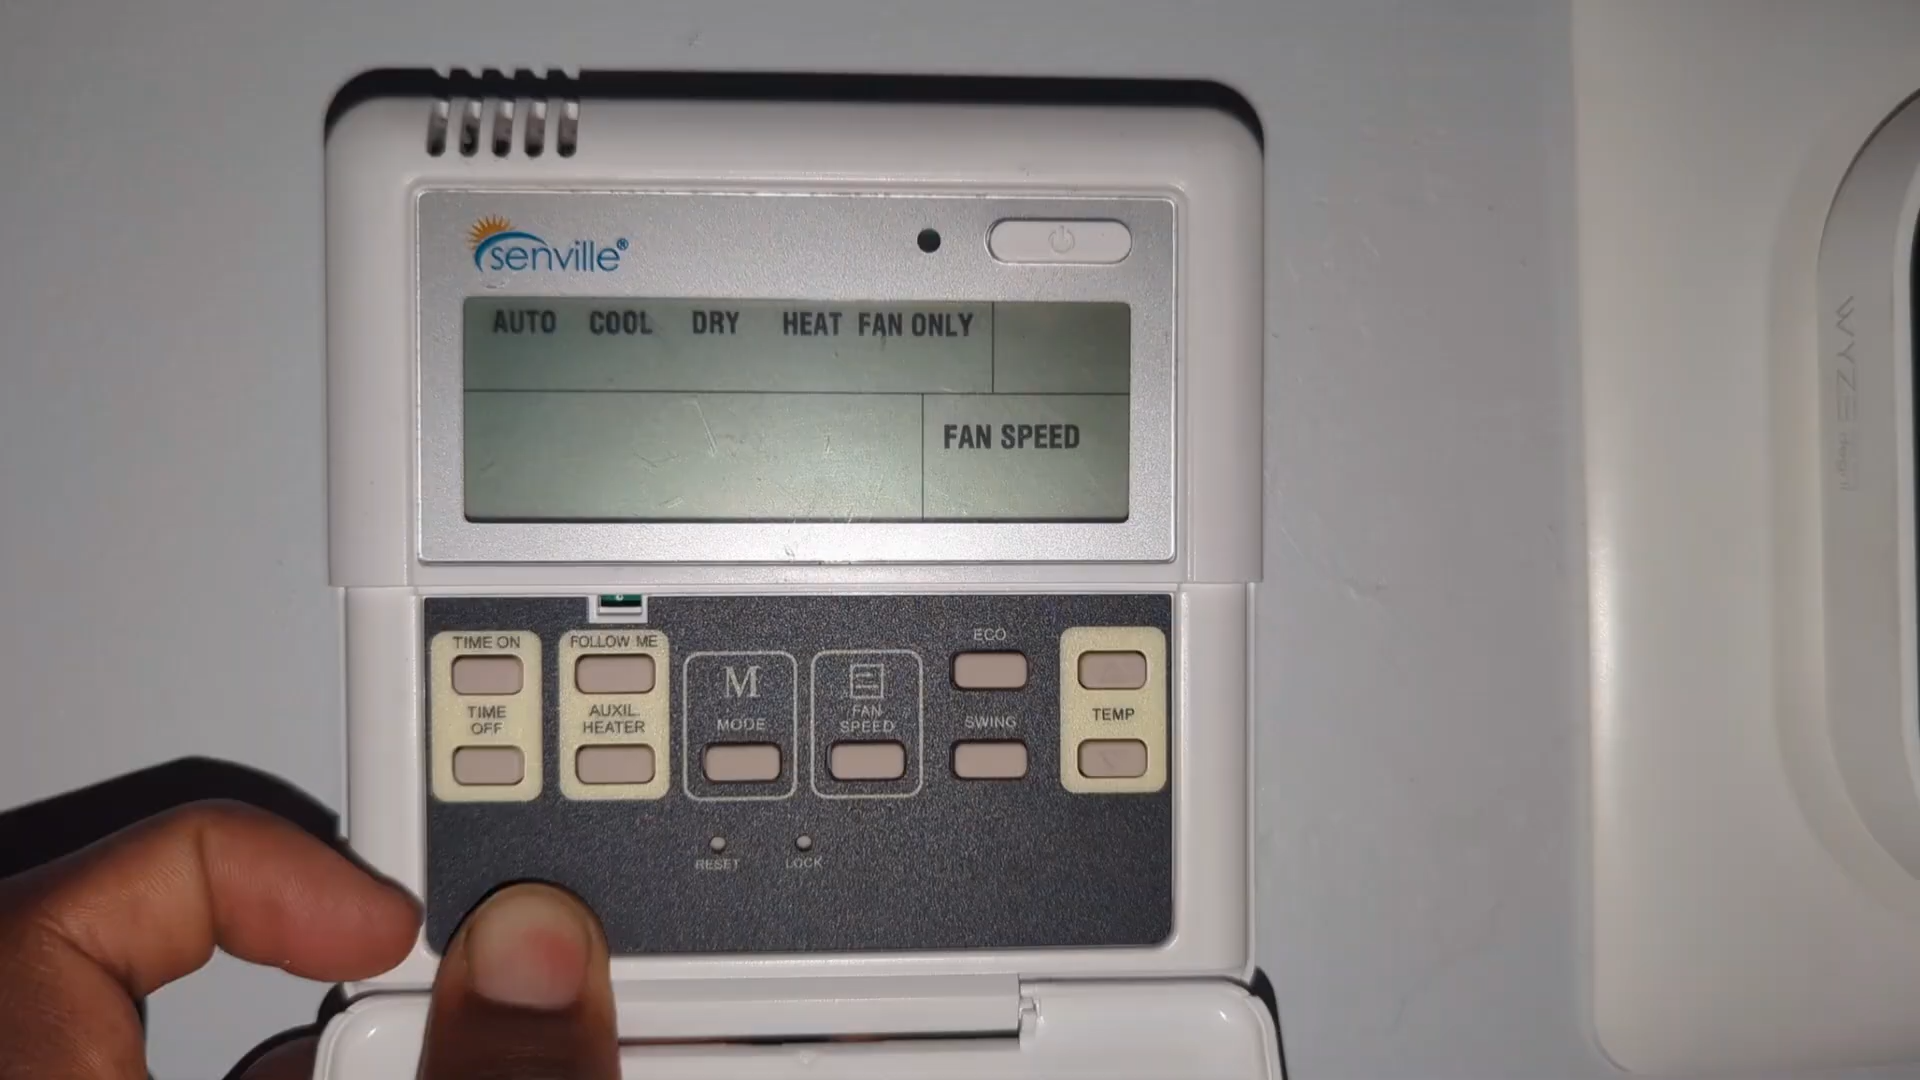 senville®
AUTO COOL DRY HEAT FAN ONLY
FAN SPEED
TIME ON
TIME
OFF
FOLLOW ME
AUXIL.
HEATER
M
MODE
FAN
SPEED
ECO
SWING
TEMP
RESET
LOCK
WYZE